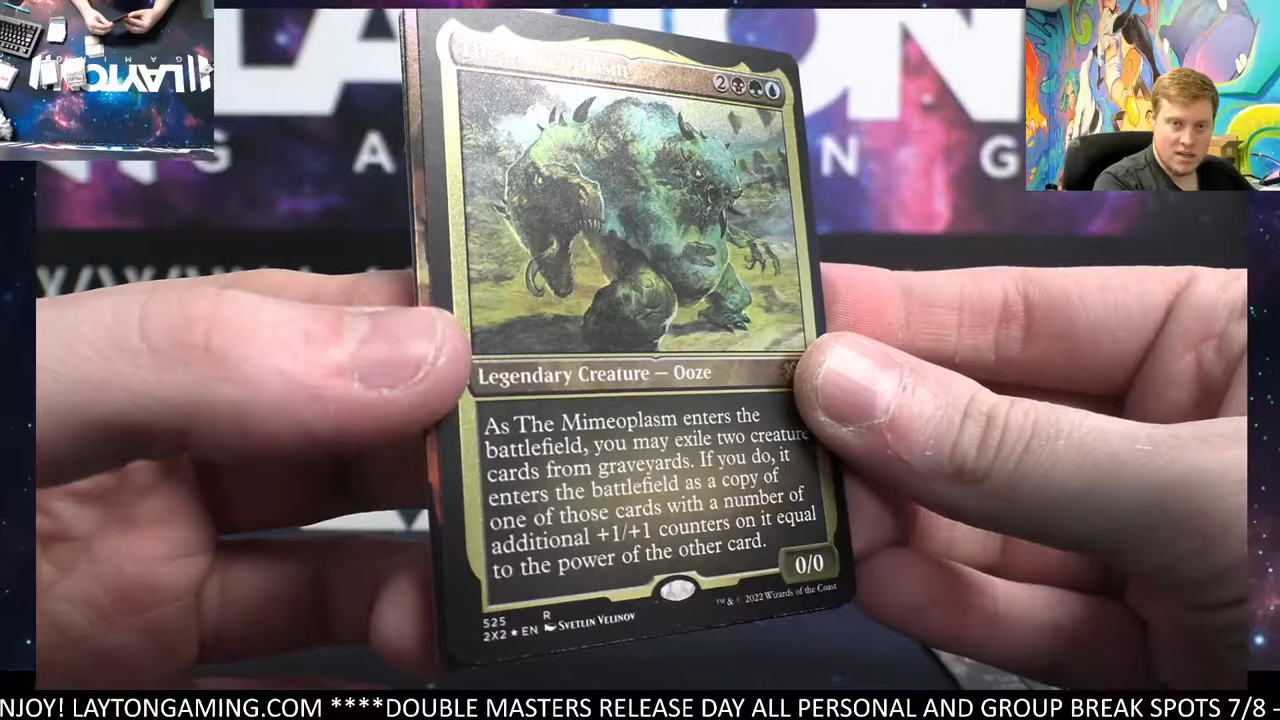 LAYTON
G A N G
The Mimeoplasm
2
Legendary Creature — Ooze
As The Mimeoplasm enters the
battlefield, you may exile two creature
cards from graveyards. If you do, it
enters the battlefield as a copy of
one of those cards with a number of
additional +1/+1 counters on it equal
to the power of the other card.
0/0
525 R
2X2 ★ EN SVETLIN VELINOV
™ & © 2022 Wizards of the Coast
NJOY! LAYTONGAMING.COM ****DOUBLE MASTERS RELEASE DAY ALL PERSONAL AND GROUP BREAK SPOTS 7/8 -